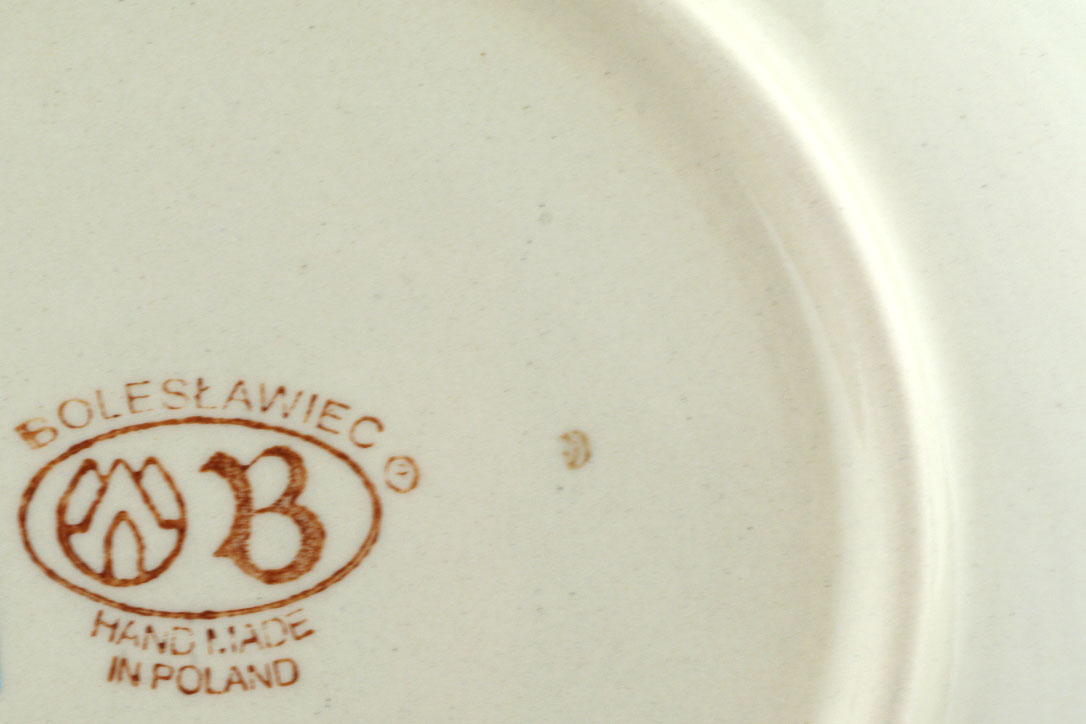 BOLESŁAWIEC
B
HAND MADE
IN POLAND